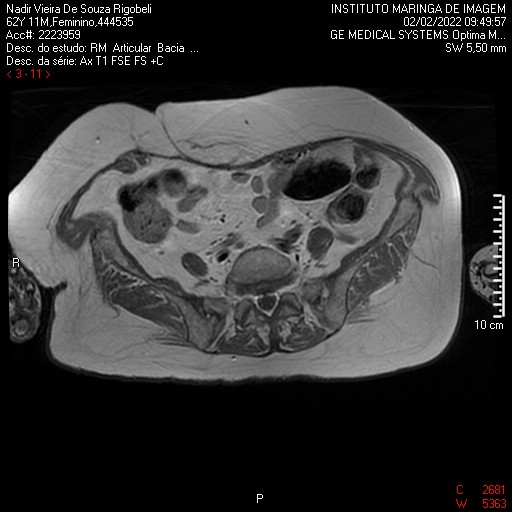 Nadir Vieira De Souza Rigobeli
62Y 11M,Feminino,444535
Acc#: 2223959
Desc. do estudo: RM Articular Bacia ...
Desc. da série: Ax T1 FSE FS +C
< 3 - 11 >
INSTITUTO MARINGA DE IMAGEM
02/02/2022 09:49:57
GE MEDICAL SYSTEMS Optima M...
SW 5,50 mm
R
10 cm
P
C 2681
W 5363